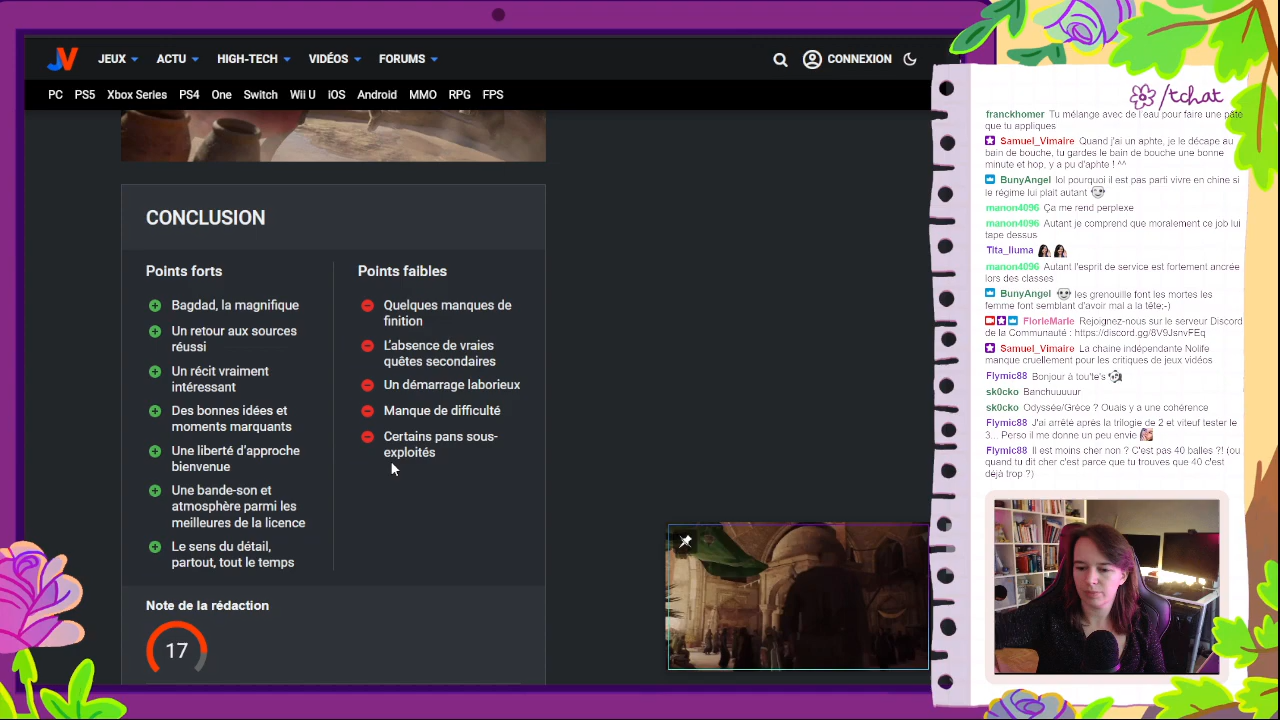 JV JEUX ACTU HIGH-TECH VIDÉOS FORUMS CONNEXION
PC PS5 Xbox Series PS4 One Switch Wii U iOS Android MMO RPG FPS
CONCLUSION
Points forts
Bagdad, la magnifique
Un retour aux sources
réussi
Un récit vraiment
intéressant
Des bonnes idées et
moments marquants
Une liberté d'approche
bienvenue
Une bande-son et
atmosphère parmi les
meilleures de la licence
Le sens du détail,
partout, tout le temps
Points faibles
Quelques manques de
finition
L'absence de vraies
quêtes secondaires
Un démarrage laborieux
Manque de difficulté
Certains pans sous-
exploités
Note de la rédaction
17
/tchat
franckhomer Tu mélange avec de l'eau pour faire une pâte
que tu appliques
Samuel_Vimaire Quand j'ai un aphte, je le décape au
bain de bouche, tu gardes le bain de bouche une bonne
minute et hop, y a pu d'aphte ! ^^
BunyAngel lol pourquoi il est pas parti vivre en chine si
le régime lui plait autant
manon4096 Ça me rend perplexe
manon4096 Autant je comprend que moralement ce job lui
tape dessus
manon4096 Autant l'esprit de service est fortement ancrée
lors des classes
BunyAngel les grenouille font les mortes les
femme font semblant d'avoir mal a la tête;-)
FlorieMarie Rejoignez-nous sur le serveur Discord
de la Communauté : https://discord.gg/8V9JsnvFEq
Samuel_Vimaire La chaine indépendante Nolife
manque cruellement pour les critiques de jeux vidéos
Flymic88 Bonjour à tou'te's
sk0cko Banchuuuur
sk0cko Odyssée/Gréce ? Ouais y a une cohérence
Flymic88 J'ai arrêté après la trilogie de 2 et viteuf tester le
3... Perso il me donne un peu envie
Flymic88 Il est moins cher non ? C'est pas 40 balles ?! (ou
quand tu dit cher c'est parce que tu trouves que 40 c'est
déjà trop ?)